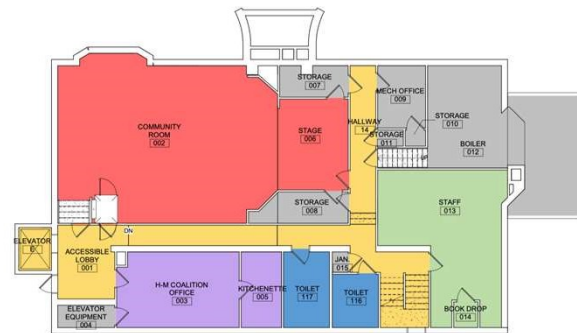 STORAGE
007
MECH OFFICE
009
STORAGE
010
COMMUNITY
ROOM
002
STAGE
006
HALLWAY
14
STORAGE
011
BOILER
012
UP
STORAGE
008
STAFF
013
ELEVATOR
DN
ACCESSIBLE
LOBBY
001
JAN.
015
H-M COALITION
OFFICE
003
KITCHENETTE
005
TOILET
117
TOILET
116
ELEVATOR
EQUIPMENT
004
BOOK DROP
014